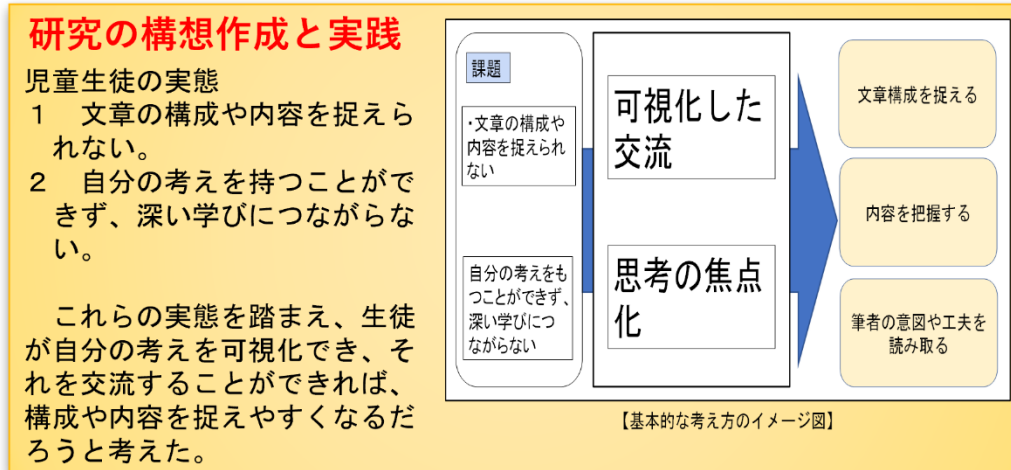 研究の構想作成と実践
児童生徒の実態
１　文章の構成や内容を捉えら
れない。
２　自分の考えを持つことがで
きず、深い学びにつながらな
い。
これらの実態を踏まえ、生徒
が自分の考えを可視化でき、そ
れを交流することができれば、
構成や内容を捉えやすくなるだ
ろうと考えた。
課題
・文章の構成や
内容を捉えられ
ない
自分の考えをも
つことができず、
深い学びにつ
ながらない
可視化した
交流
思考の焦点
化
文章構成を捉える
内容を把握する
筆者の意図や工夫を
読み取る
【基本的な考え方のイメージ図】